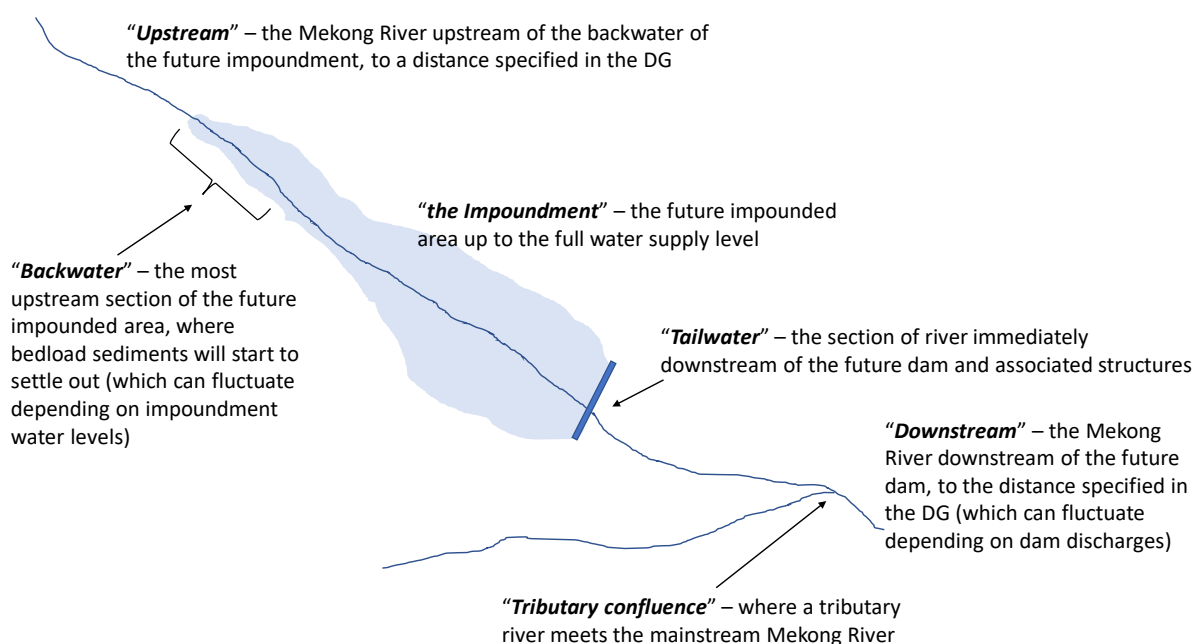 “Upstream” – the Mekong River upstream of the backwater of
the future impoundment, to a distance specified in the DG
“the Impoundment” – the future impounded
area up to the full water supply level
“Backwater” – the most
upstream section of the future
impounded area, where
bedload sediments will start to
settle out (which can fluctuate
depending on impoundment
water levels)
“Tailwater” – the section of river immediately
downstream of the future dam and associated structures
“Downstream” – the Mekong
River downstream of the future
dam, to the distance specified in
the DG (which can fluctuate
depending on dam discharges)
“Tributary confluence” – where a tributary
river meets the mainstream Mekong River